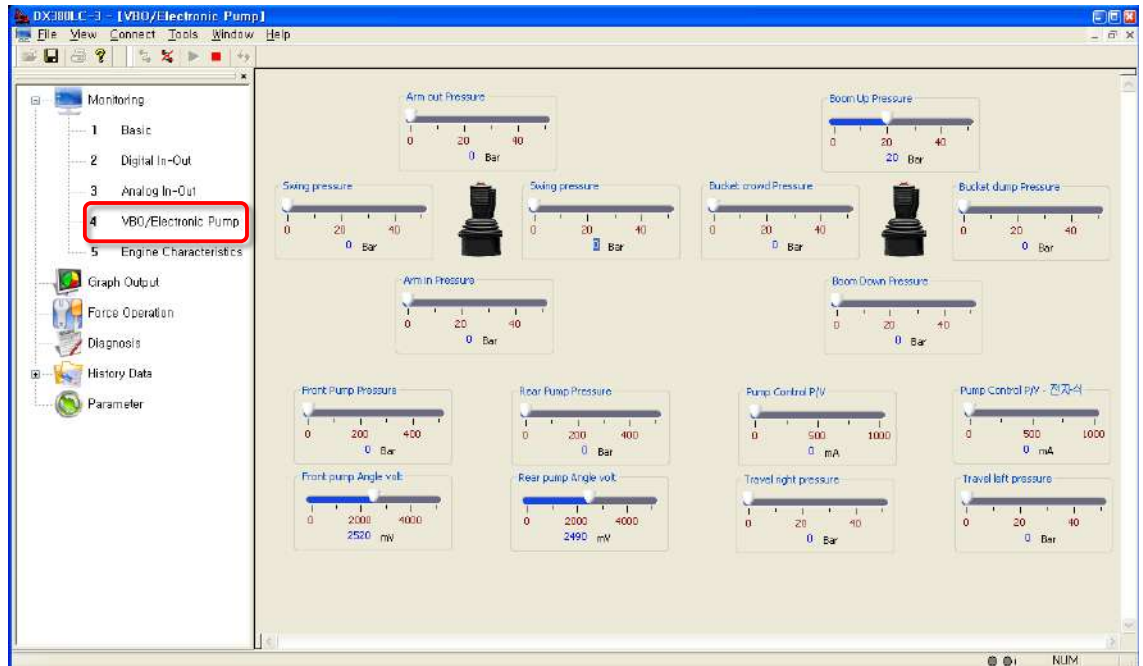 DX380LC-3 - [VBO/Electronic Pump]
File View Connect Tools Window Help
Monitoring
1 Basic
2 Digital In-Out
3 Analog In-Out
4 VBO/Electronic Pump
5 Engine Characteristics
Graph Output
Force Operation
Diagnosis
History Data
Parameter
Arm out Pressure
0 20 40
0 Bar
Boom Up Pressure
0 20 40
20 Bar
Swing pressure
0 20 40
0 Bar
Swing pressure
0 20 40
0 Bar
Bucket crowd Pressure
0 20 40
0 Bar
Bucket dump Pressure
0 20 40
0 Bar
Arm in Pressure
0 20 40
0 Bar
Boom Down Pressure
0 20 40
0 Bar
Front Pump Pressure
0 200 400
0 Bar
Rear Pump Pressure
0 200 400
0 Bar
Pump Control P/V
0 500 1000
0 mA
Pump Control P/V - 전자식
0 500 1000
0 mA
Front pump Angle volt
0 2000 4000
2520 mV
Rear pump Angle volt
0 2000 4000
2490 mV
Travel right pressure
0 20 40
0 Bar
Travel left pressure
0 20 40
0 Bar
NUM